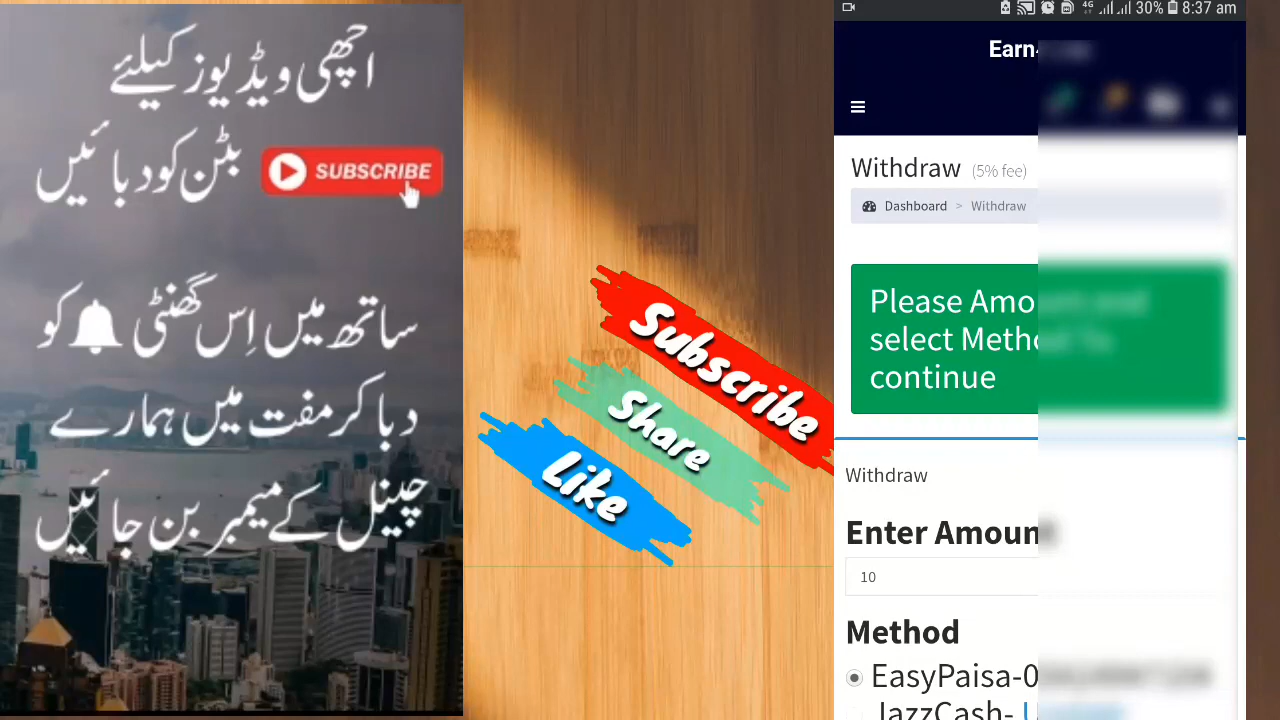 اچھی ویڈیوز کیلئے
SUBSCRIBE بٹن کو دبائیں
ساتھ میں اِس گھنٹی کو
دبا کر مفت میں ہمارے
چینل کے ممبر بن جائیں
Subscribe
Share
Like
4G 30% 8:37 am
Earn
Withdraw (5% fee)
Dashboard > Withdraw
Please Amo
select Meth
continue
Withdraw
Enter Amoun
10
Method
EasyPaisa-0
JazzCash- U